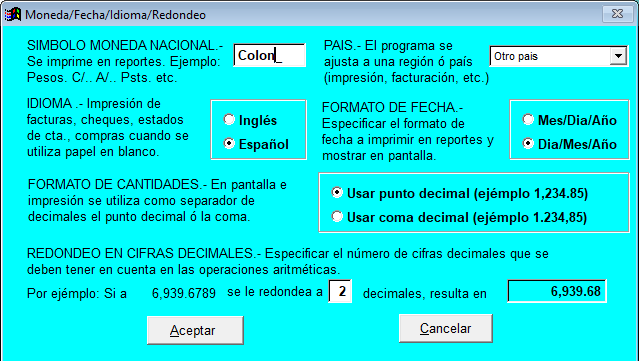 Moneda/Fecha/Idioma/Redondeo
SIMBOLO MONEDA NACIONAL.-
Se imprime en reportes. Ejemplo:
Pesos. C/.. A/.. Psts. etc.
Colon
PAIS.- El programa se
ajusta a una región ó país
(impresión, facturación, etc.)
Otro pais
IDIOMA .- Impresión de
facturas, cheques, estados
de cta., compras cuando se
utiliza papel en blanco.
Inglés
Español
FORMATO DE FECHA.-
Especificar el formato de
fecha a imprimir en reportes y
mostrar en pantalla.
Mes/Dia/Año
Dia/Mes/Año
FORMATO DE CANTIDADES.- En pantalla e
impresión se utiliza como separador de
decimales el punto decimal ó la coma.
Usar punto decimal (ejémplo 1,234.85)
Usar coma decimal (ejémplo 1.234,85)
REDONDEO EN CIFRAS DECIMALES.- Especificar el número de cifras decimales que se
deben tener en cuenta en las operaciones aritméticas.
Por ejémplo: Si a 6,939.6789 se le redondea a 2 decimales, resulta en 6,939.68
Aceptar
Cancelar